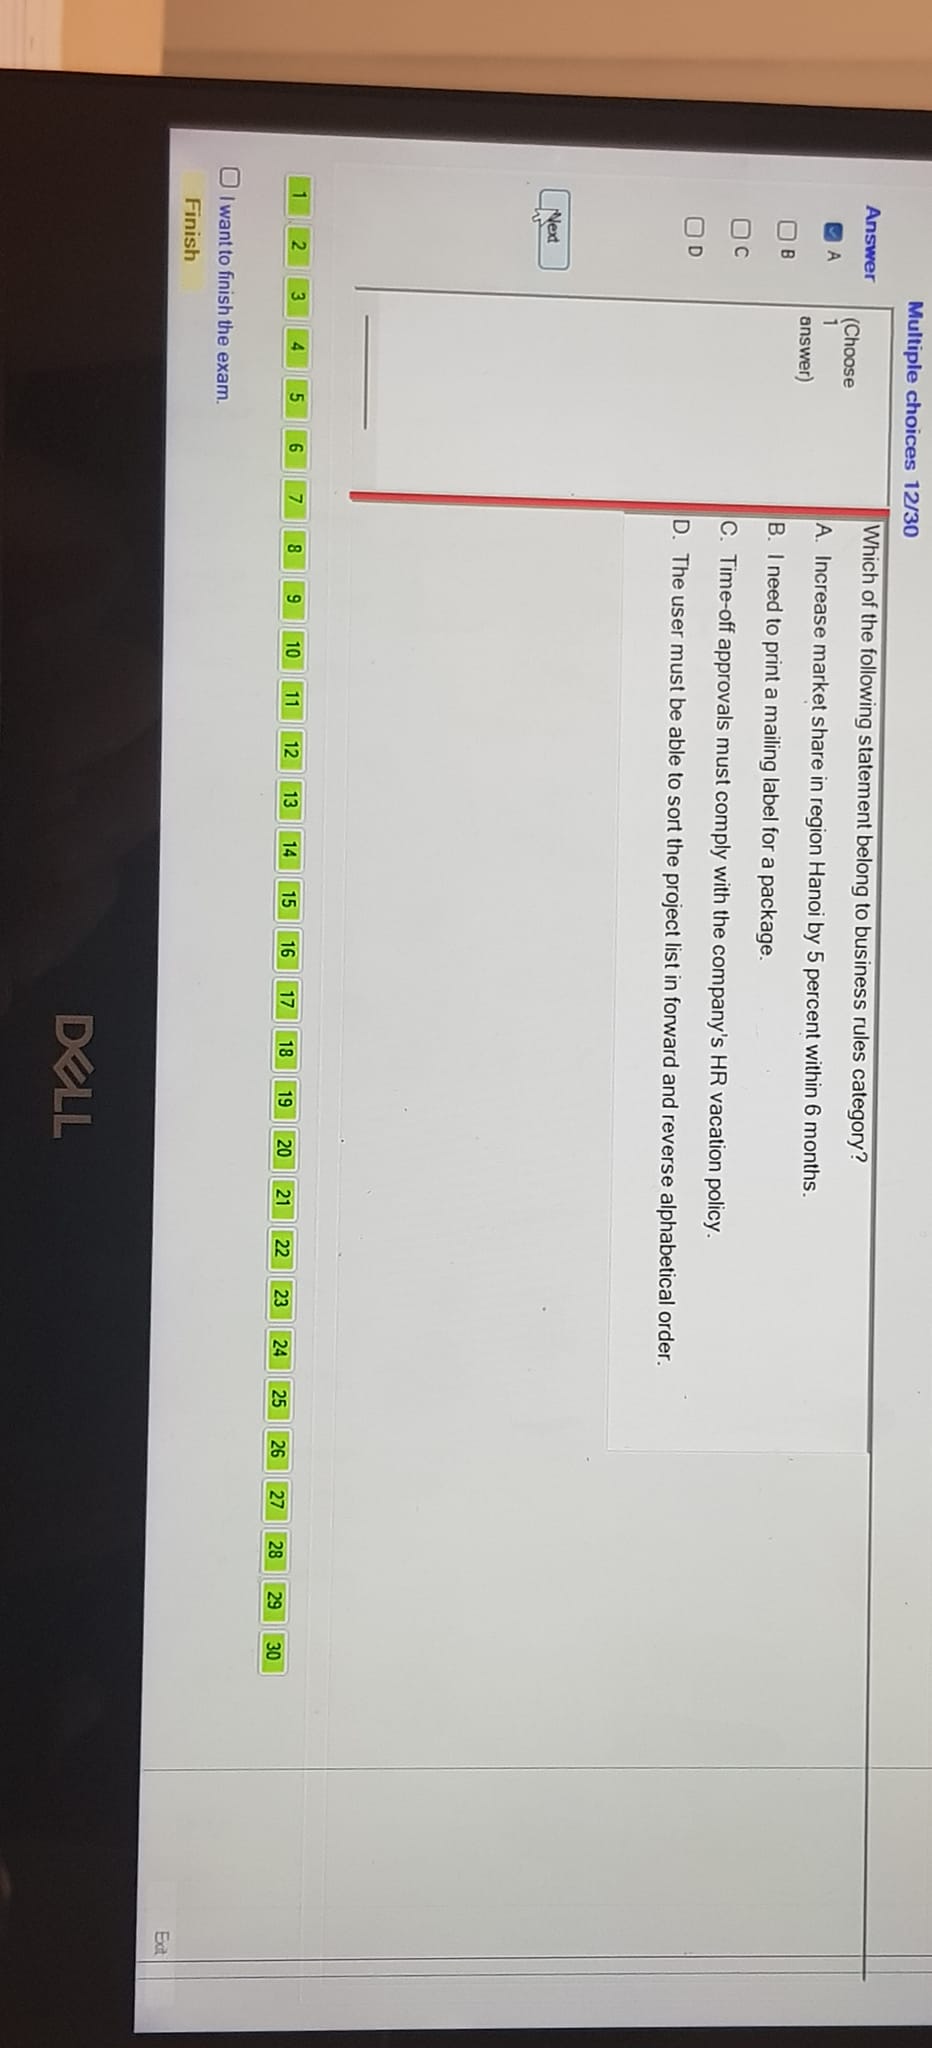 Multiple choices 12/30
Answer
A
B
C
D
(Choose
1
answer)
Which of the following statement belong to business rules category?
A. Increase market share in region Hanoi by 5 percent within 6 months.
B. I need to print a mailing label for a package.
C. Time-off approvals must comply with the company's HR vacation policy.
D. The user must be able to sort the project list in forward and reverse alphabetical order.
Next
1 2 3 4 5 6 7 8 9 10 11 12 13 14 15 16 17 18 19 20 21 22 23 24 25 26 27 28 29 30
I want to finish the exam.
Finish
Exit
DELL